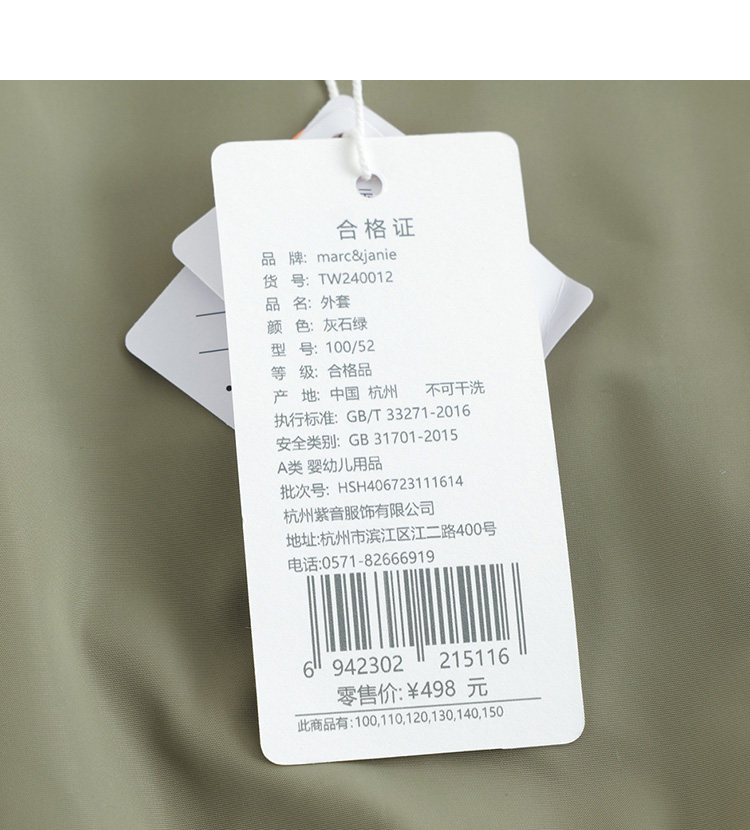 合格证
品 牌: marc&janie
货 号: TW240012
品 名: 外套
颜 色: 灰石绿
型 号: 100/52
等 级: 合格品
产 地: 中国 杭州 不可干洗
执行标准: GB/T 33271-2016
安全类别: GB 31701-2015
A类 婴幼儿用品
批次号: HSH406723111614
杭州紫音服饰有限公司
地址:杭州市滨江区江二路400号
电话:0571-82666919
6 942302 215116
零售价:¥498 元
此商品有: 100,110,120,130,140,150